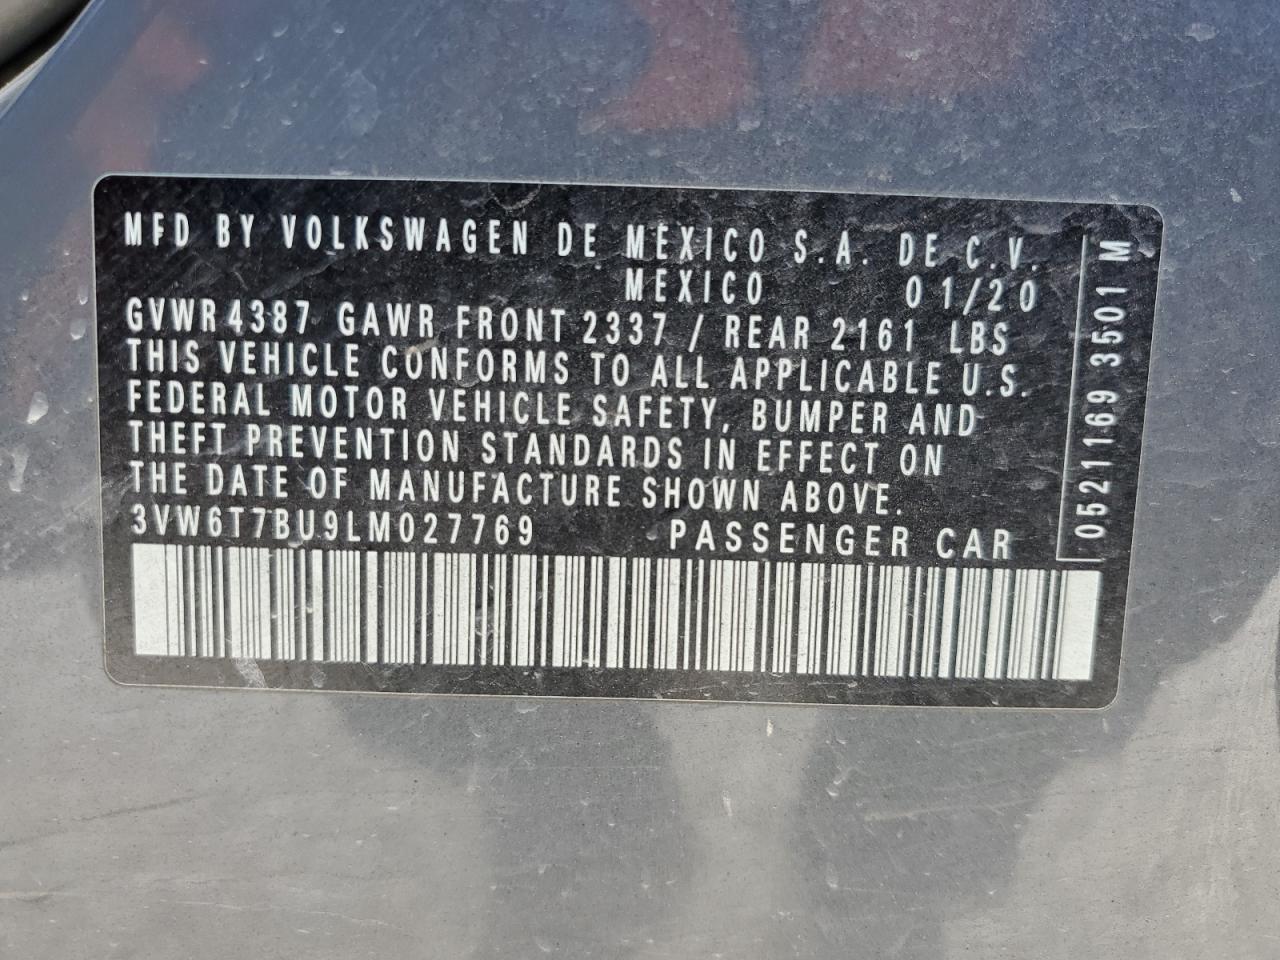 MFD BY VOLKSWAGEN DE MEXICO S.A. DE C.V.
MEXICO 01/20
GVWR 4387 GAWR FRONT 2337 / REAR 2161 LBS
THIS VEHICLE CONFORMS TO ALL APPLICABLE U.S.
FEDERAL MOTOR VEHICLE SAFETY, BUMPER AND
THEFT PREVENTION STANDARDS IN EFFECT ON
THE DATE OF MANUFACTURE SHOWN ABOVE.
3VW6T7BU9LM027769 PASSENGER CAR
0521169 3501 M